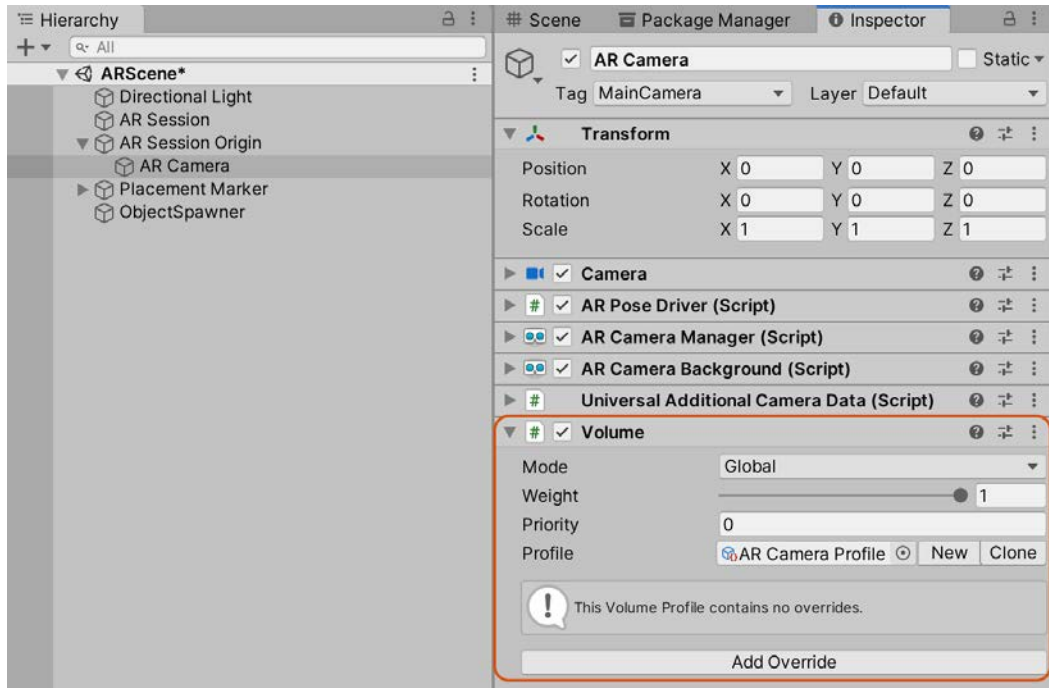 Hierarchy
All
ARScene*
Directional Light
AR Session
AR Session Origin
AR Camera
Placement Marker
ObjectSpawner
Scene Package Manager Inspector
AR Camera Static
Tag MainCamera Layer Default
Transform
Position X 0 Y 0 Z 0
Rotation X 0 Y 0 Z 0
Scale X 1 Y 1 Z 1
Camera
# AR Pose Driver (Script)
AR Camera Manager (Script)
AR Camera Background (Script)
# Universal Additional Camera Data (Script)
# Volume
Mode Global
Weight 1
Priority 0
Profile AR Camera Profile New Clone
! This Volume Profile contains no overrides.
Add Override